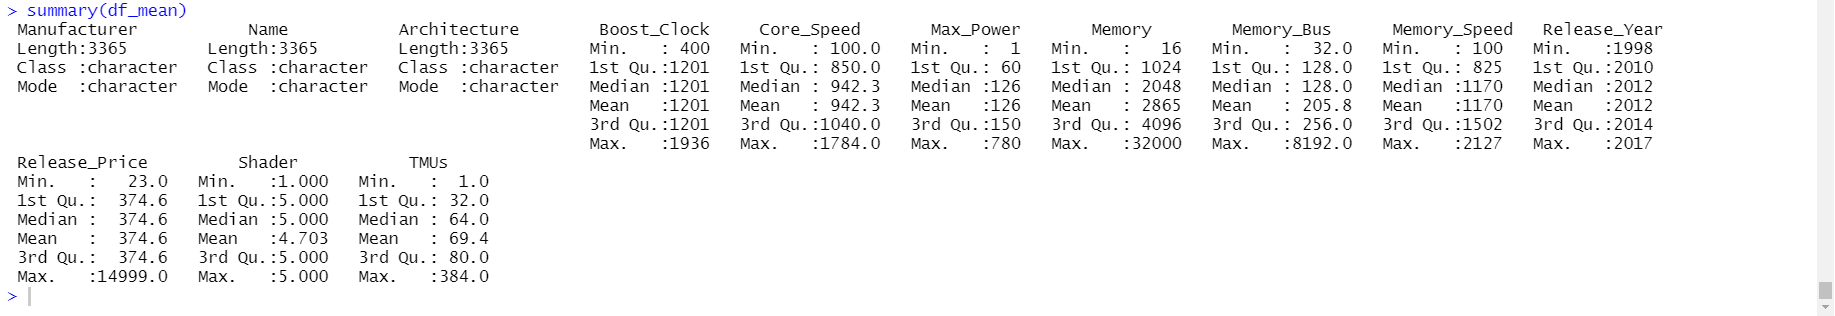 > summary(df_mean)
Manufacturer Name Architecture Boost_Clock Core_Speed Max_Power Memory Memory_Bus Memory_Speed Release_Year
Length:3365 Length:3365 Length:3365 Min. : 400 Min. : 100.0 Min. : 1 Min. : 16 Min. : 32.0 Min. : 100 Min. :1998
Class :character Class :character Class :character 1st Qu.:1201 1st Qu.: 850.0 1st Qu.: 60 1st Qu.: 1024 1st Qu.: 128.0 1st Qu.: 825 1st Qu.:2010
Mode :character Mode :character Mode :character Median :1201 Median : 942.3 Median :126 Median : 2048 Median : 128.0 Median :1170 Median :2012
Mean :1201 Mean : 942.3 Mean :126 Mean : 2865 Mean : 205.8 Mean :1170 Mean :2012
3rd Qu.:1201 3rd Qu.:1040.0 3rd Qu.:150 3rd Qu.: 4096 3rd Qu.: 256.0 3rd Qu.:1502 3rd Qu.:2014
Max. :1936 Max. :1784.0 Max. :780 Max. :32000 Max. :8192.0 Max. :2127 Max. :2017
Release_Price Shader TMUs
Min. : 23.0 Min. :1.000 Min. : 1.0
1st Qu.: 374.6 1st Qu.:5.000 1st Qu.: 32.0
Median : 374.6 Median :5.000 Median : 64.0
Mean : 374.6 Mean :4.703 Mean : 69.4
3rd Qu.: 374.6 3rd Qu.:5.000 3rd Qu.: 80.0
Max. :14999.0 Max. :5.000 Max. :384.0
>